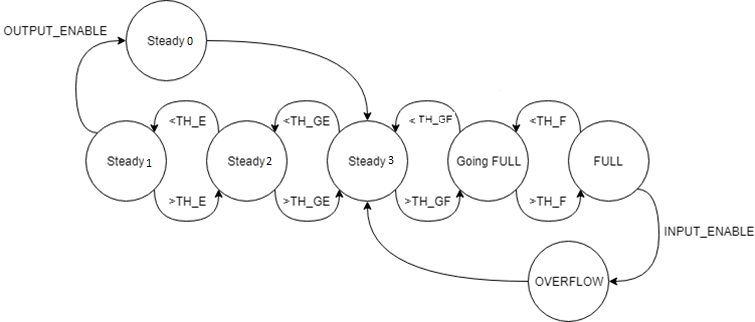 OUTPUT_ENABLE
Steady 0
<TH_E
<TH_GE
<TH_GF
<TH_F
Steady 1
Steady 2
Steady 3
Going FULL
FULL
>TH_E
>TH_GE
>TH_GF
>TH_F
INPUT_ENABLE
OVERFLOW